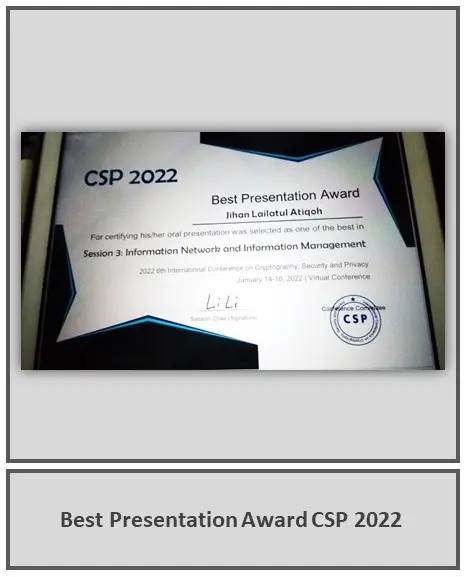 CSP 2022
Best Presentation Award
Jihan Lailatul Atiqoh
For certifying his/her oral presentation was selected as one of the best in
Session 3: Information Network and Information Management
2022 6th International Conference on Cryptography, Security and Privacy
January 14-16, 2022 | Virtual Conference
Li Li
Session Chair (Signature)
Conference Committee
CSP
Best Presentation Award CSP 2022